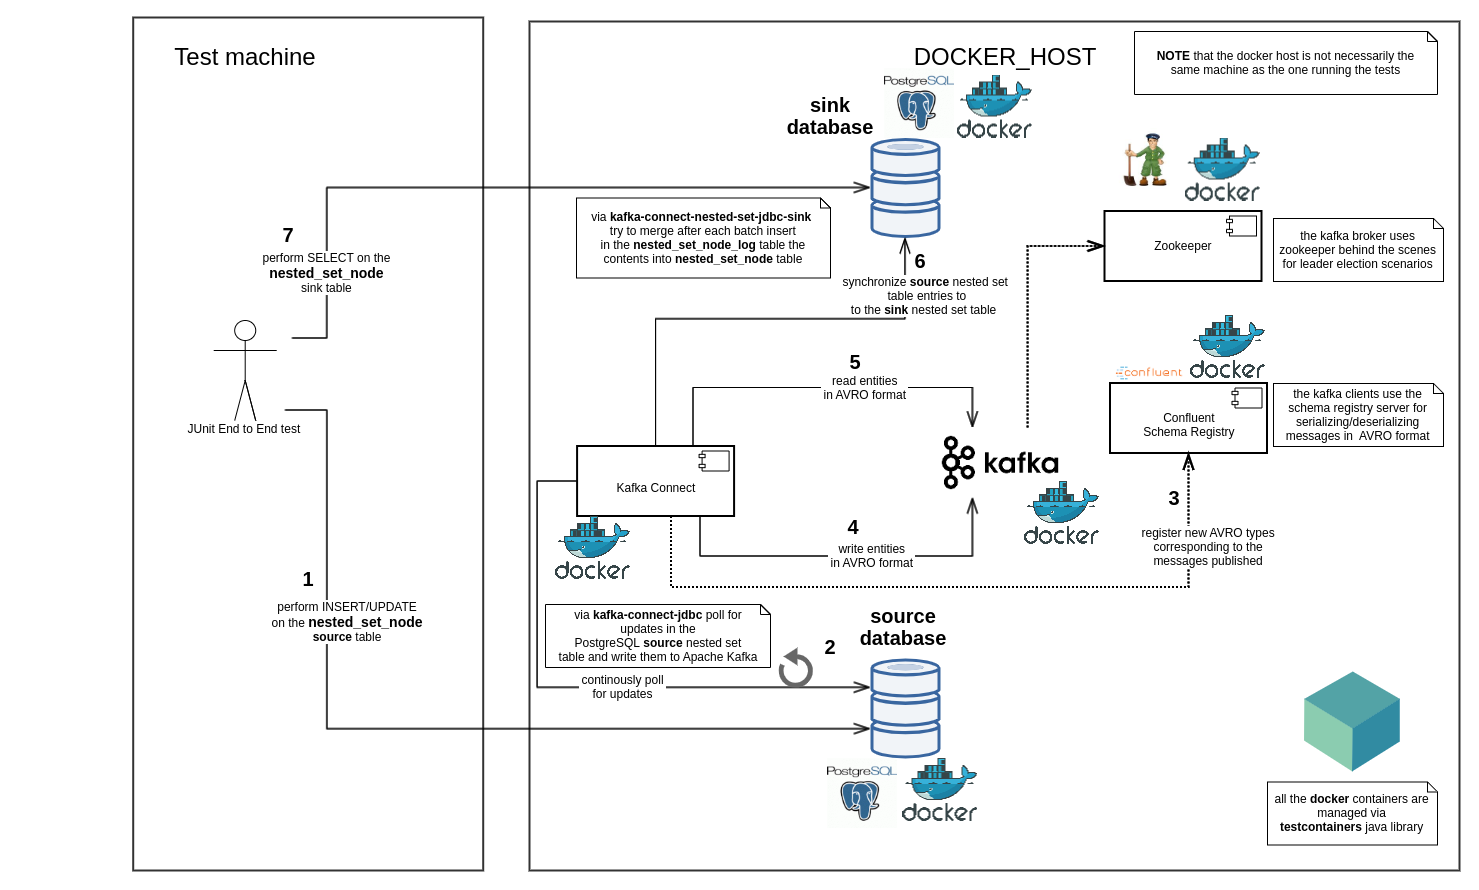 Test machine
DOCKER_HOST
NOTE that the docker host is not necessarily the
same machine as the one running the tests
PostgreSQL
docker
sink
database
docker
7
perform SELECT on the
nested_set_node
sink table
via kafka-connect-nested-set-jdbc-sink
try to merge after each batch insert
in the nested_set_node_log table the
contents into nested_set_node table
6
synchronize source nested set
table entries to
to the sink nested set table
Zookeeper
the kafka broker uses
zookeeper behind the scenes
for leader election scenarios
JUnit End to End test
5
read entities
in AVRO format
confluent
docker
Confluent
Schema Registry
the kafka clients use the
schema registry server for
serializing/deserializing
messages in AVRO format
Kafka Connect
docker
kafka
docker
4
write entities
in AVRO format
3
register new AVRO types
corresponding to the
messages published
1
perform INSERT/UPDATE
on the nested_set_node
source table
via kafka-connect-jdbc poll for
updates in the
PostgreSQL source nested set
table and write them to Apache Kafka
2
continously poll
for updates
source
database
PostgreSQL
docker
all the docker containers are
managed via
testcontainers java library